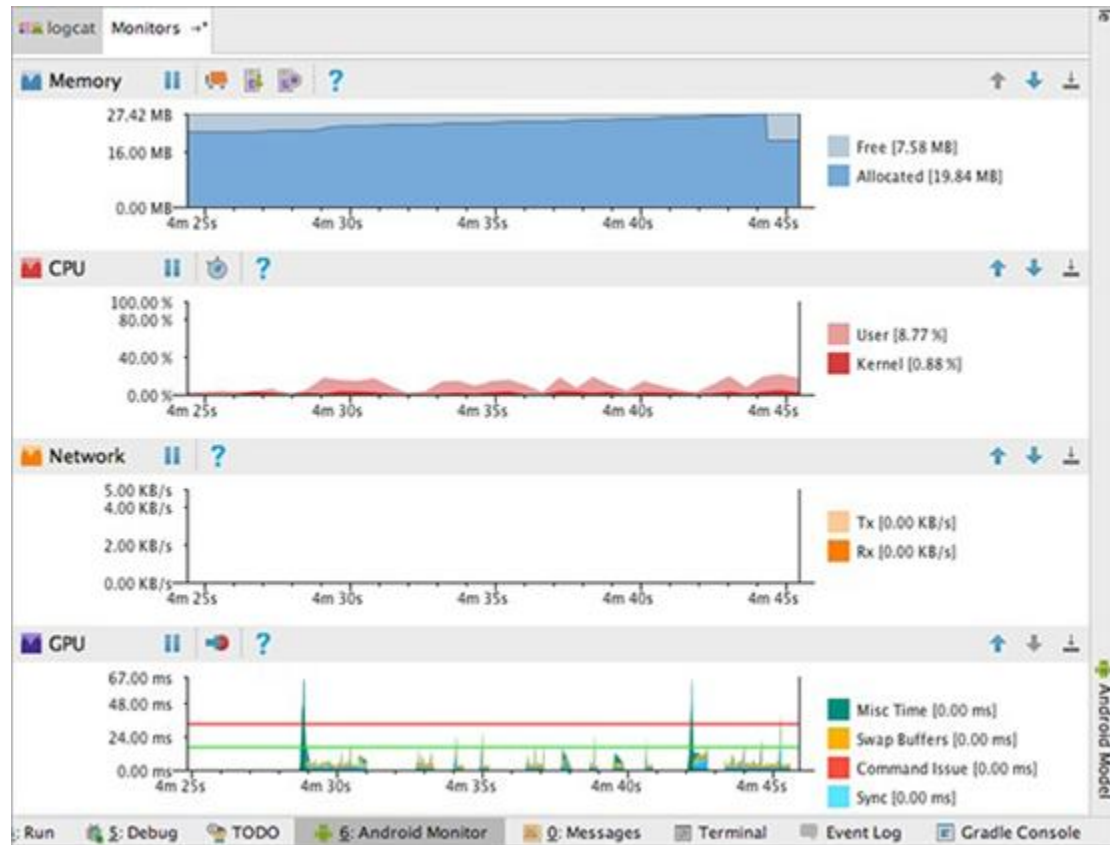 logcat Monitors →*
Memory ?
27.42 MB
16.00 MB
0.00 MB
4m 25s 4m 30s 4m 35s 4m 40s 4m 45s
Free [7.58 MB]
Allocated [19.84 MB]
CPU ?
100.00 %
80.00 %
40.00 %
0.00 %
4m 25s 4m 30s 4m 35s 4m 40s 4m 45s
User [8.77 %]
Kernel [0.88 %]
Network ?
5.00 KB/s
4.00 KB/s
2.00 KB/s
0.00 KB/s
4m 25s 4m 30s 4m 35s 4m 40s 4m 45s
Tx [0.00 KB/s]
Rx [0.00 KB/s]
GPU ?
67.00 ms
48.00 ms
24.00 ms
0.00 ms
4m 25s 4m 30s 4m 35s 4m 40s 4m 45s
Misc Time [0.00 ms]
Swap Buffers [0.00 ms]
Command Issue [0.00 ms]
Sync [0.00 ms]
le
Android Model
: Run 5: Debug TODO 6: Android Monitor 0: Messages Terminal Event Log Gradle Console